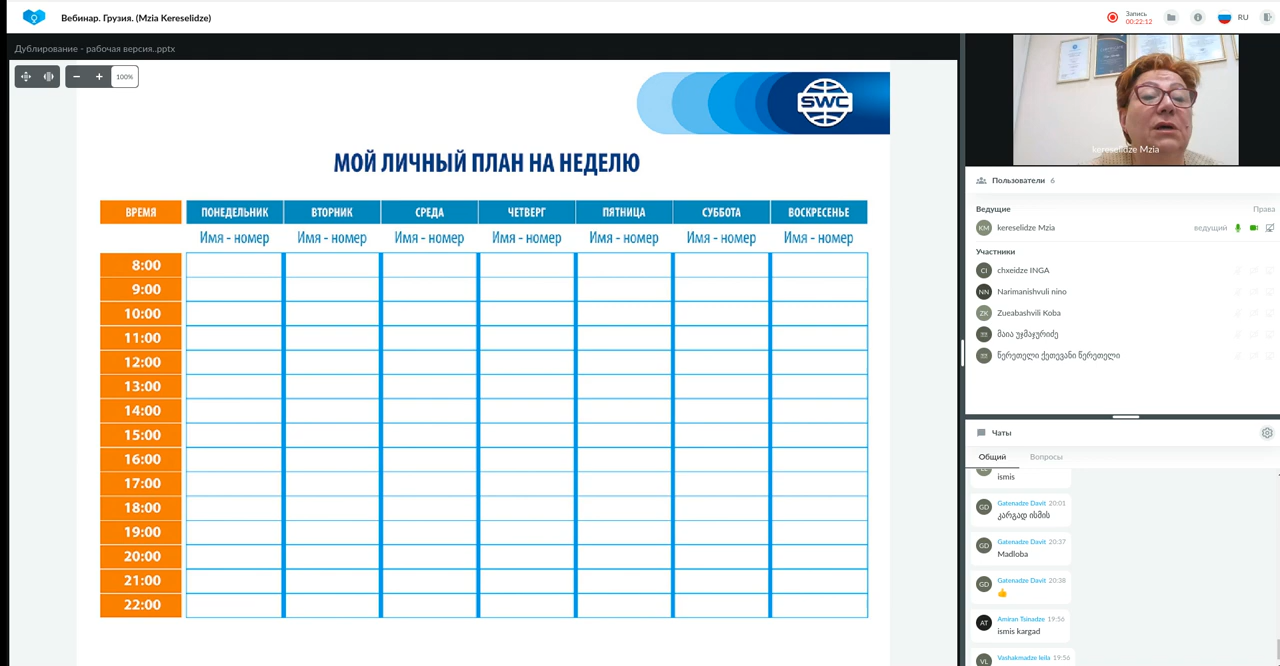 Вебинар. Грузия. (Mzia Kereselidze)
Запись
00:22:12
RU
Дублирование - рабочая версия..pptx
100%
SWC
МОЙ ЛИЧНЫЙ ПЛАН НА НЕДЕЛЮ
ВРЕМЯ ПОНЕДЕЛЬНИК ВТОРНИК СРЕДА ЧЕТВЕРГ ПЯТНИЦА СУББОТА ВОСКРЕСЕНЬЕ
Имя - номер Имя - номер Имя - номер Имя - номер Имя - номер Имя - номер Имя - номер
8:00
9:00
10:00
11:00
12:00
13:00
14:00
15:00
16:00
17:00
18:00
19:00
20:00
21:00
22:00
kereselidze Mzia
Пользователи 6
Ведущие Права
KM kereselidze Mzia ведущий
Участники
CI chxeidze INGA
NN Narimanishvuli nino
ZK Zueabashvili Koba
მაია უჯმაჯურიძე
წერეთელი ქეთევანი წერეთელი
Чаты
Общий Вопросы
ismis
GD Gatenadze Davit 20:01
კარგად ისმის
GD Gatenadze Davit 20:37
Madloba
GD Gatenadze Davit 20:38
👍
AT Amiran Tsinadze 19:56
ismis kargad
VL Vashakmadze leila 19:56